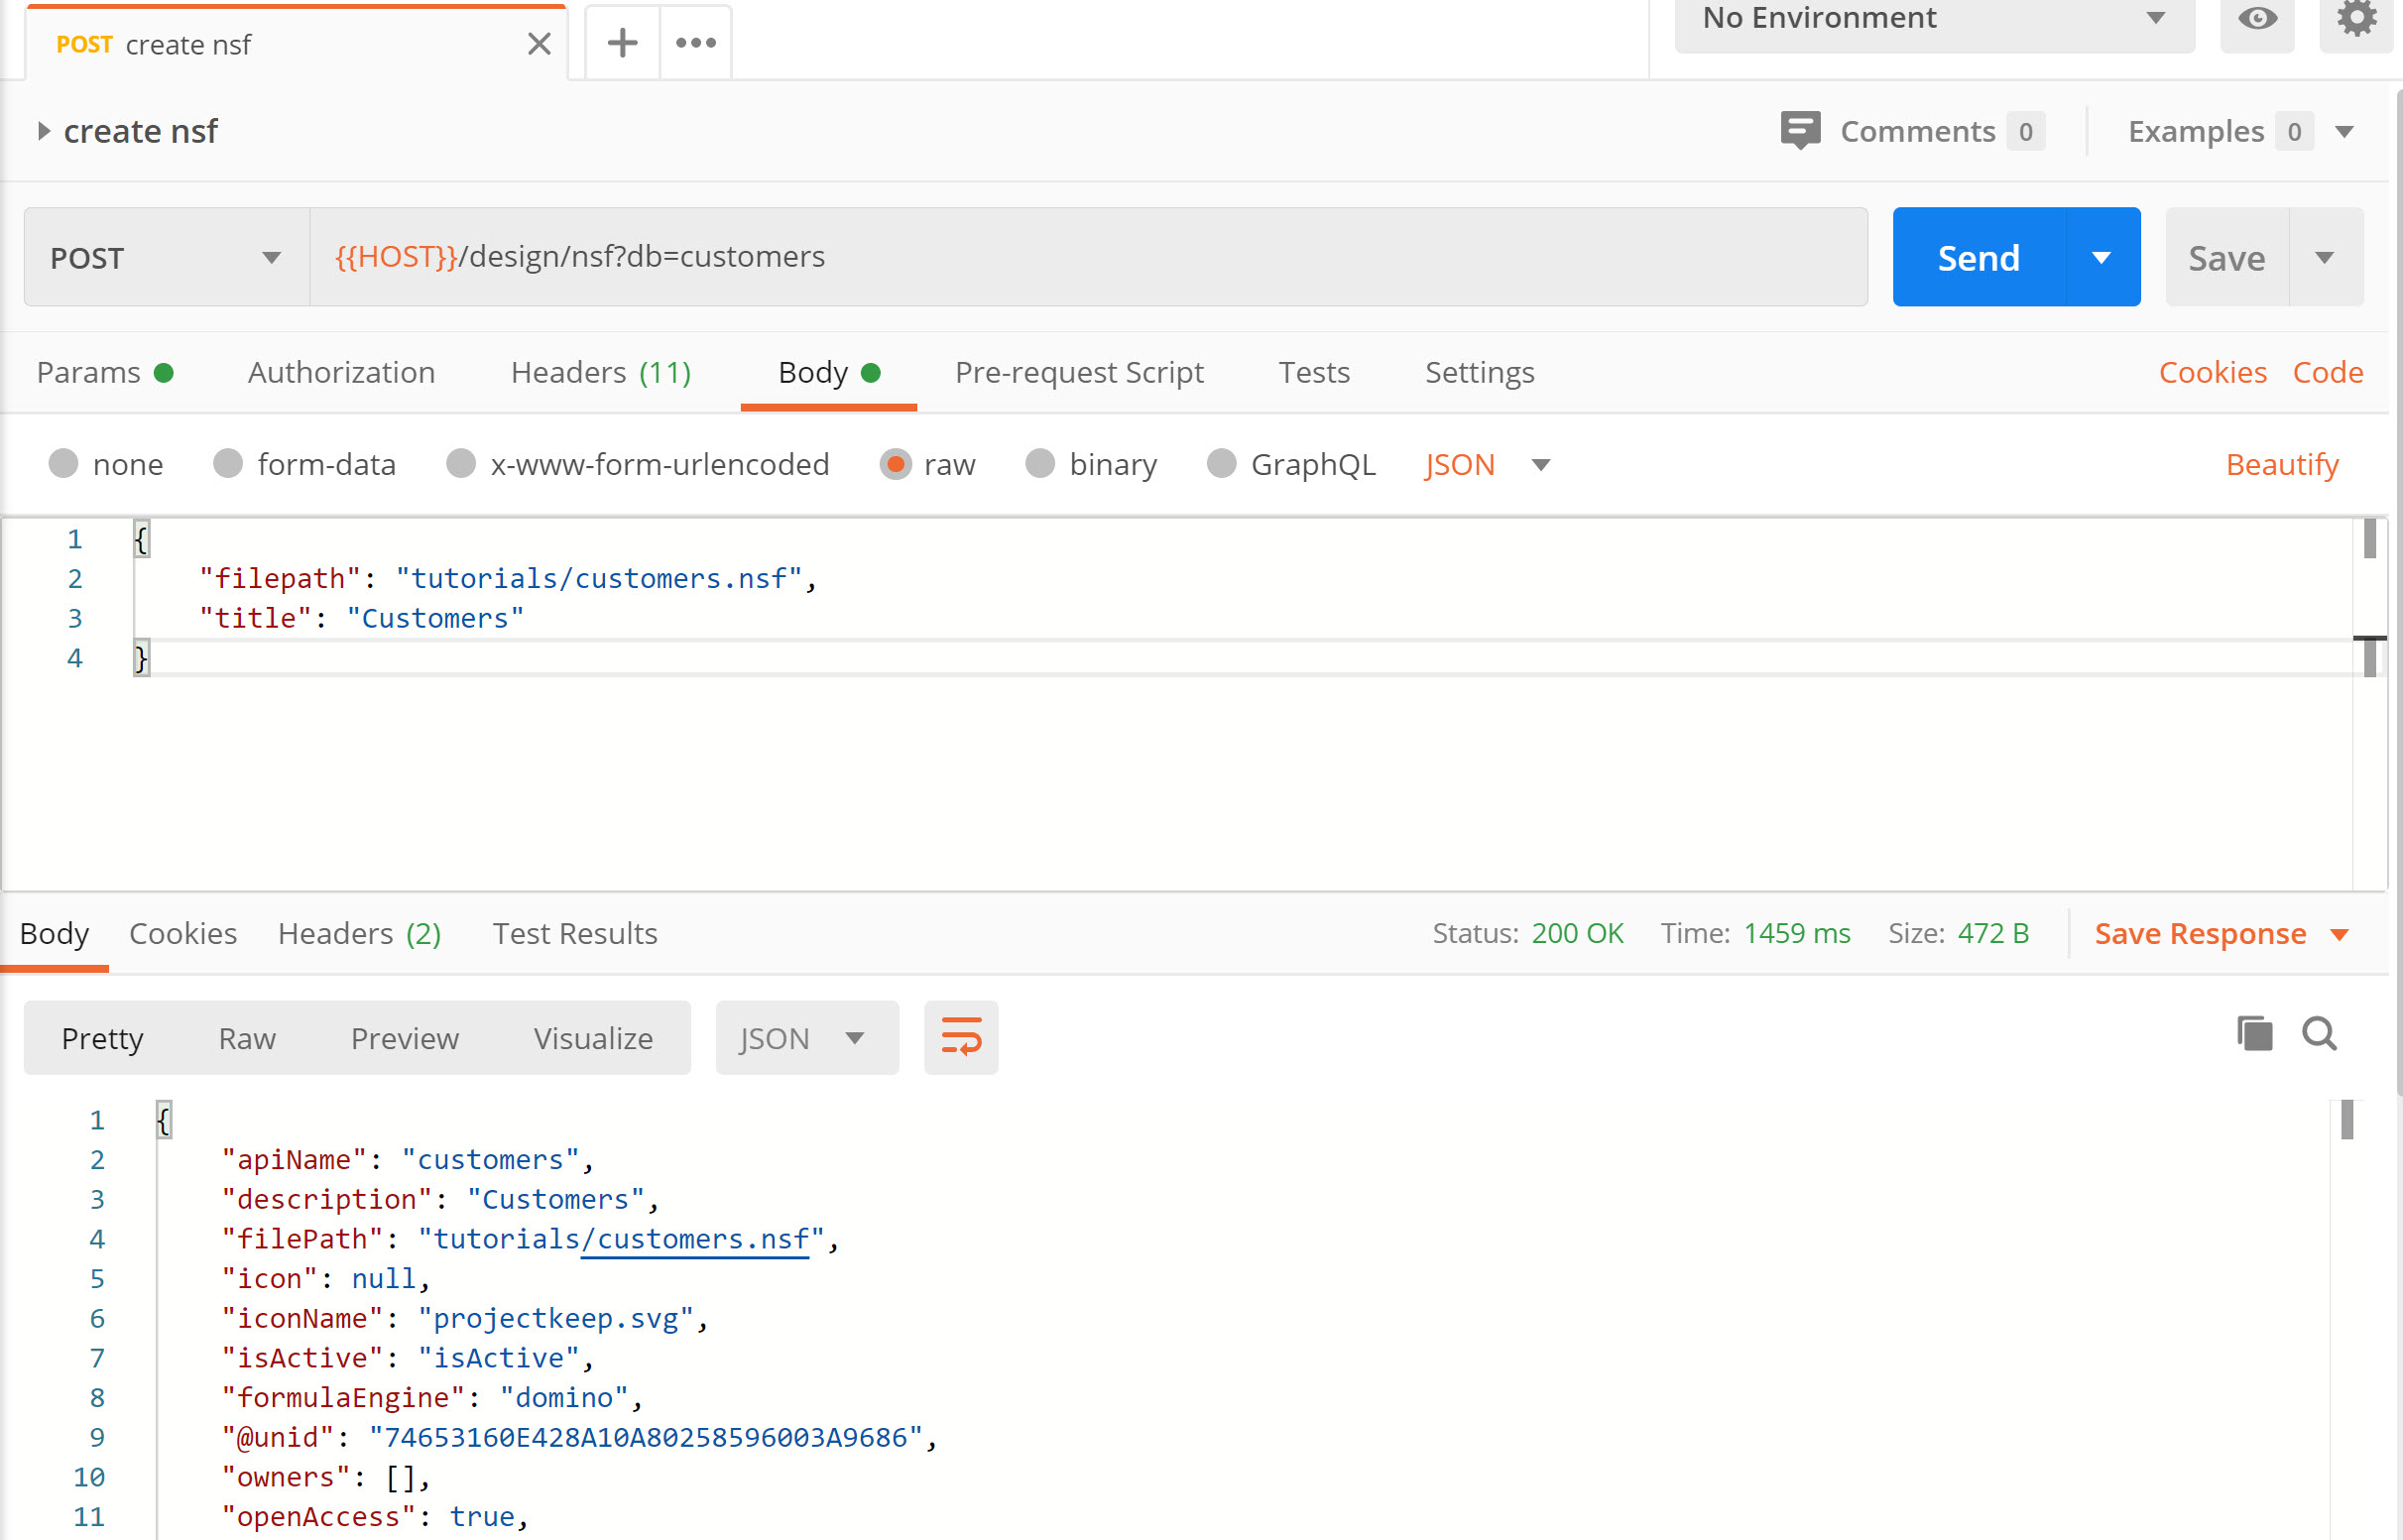 POST create nsf
No Environment
create nsf
Comments 0 Examples 0
POST {{HOST}}/design/nsf?db=customers Send Save
Params Authorization Headers (11) Body Pre-request Script Tests Settings Cookies Code
none form-data x-www-form-urlencoded raw binary GraphQL JSON Beautify
1 {
2 "filepath": "tutorials/customers.nsf",
3 "title": "Customers"
4 }
Body Cookies Headers (2) Test Results Status: 200 OK Time: 1459 ms Size: 472 B Save Response
Pretty Raw Preview Visualize JSON
1 {
2 "apiName": "customers",
3 "description": "Customers",
4 "filePath": "tutorials/customers.nsf",
5 "icon": null,
6 "iconName": "projectkeep.svg",
7 "isActive": "isActive",
8 "formulaEngine": "domino",
9 "@unid": "74653160E428A10A80258596003A9686",
10 "owners": [],
11 "openAccess": true,